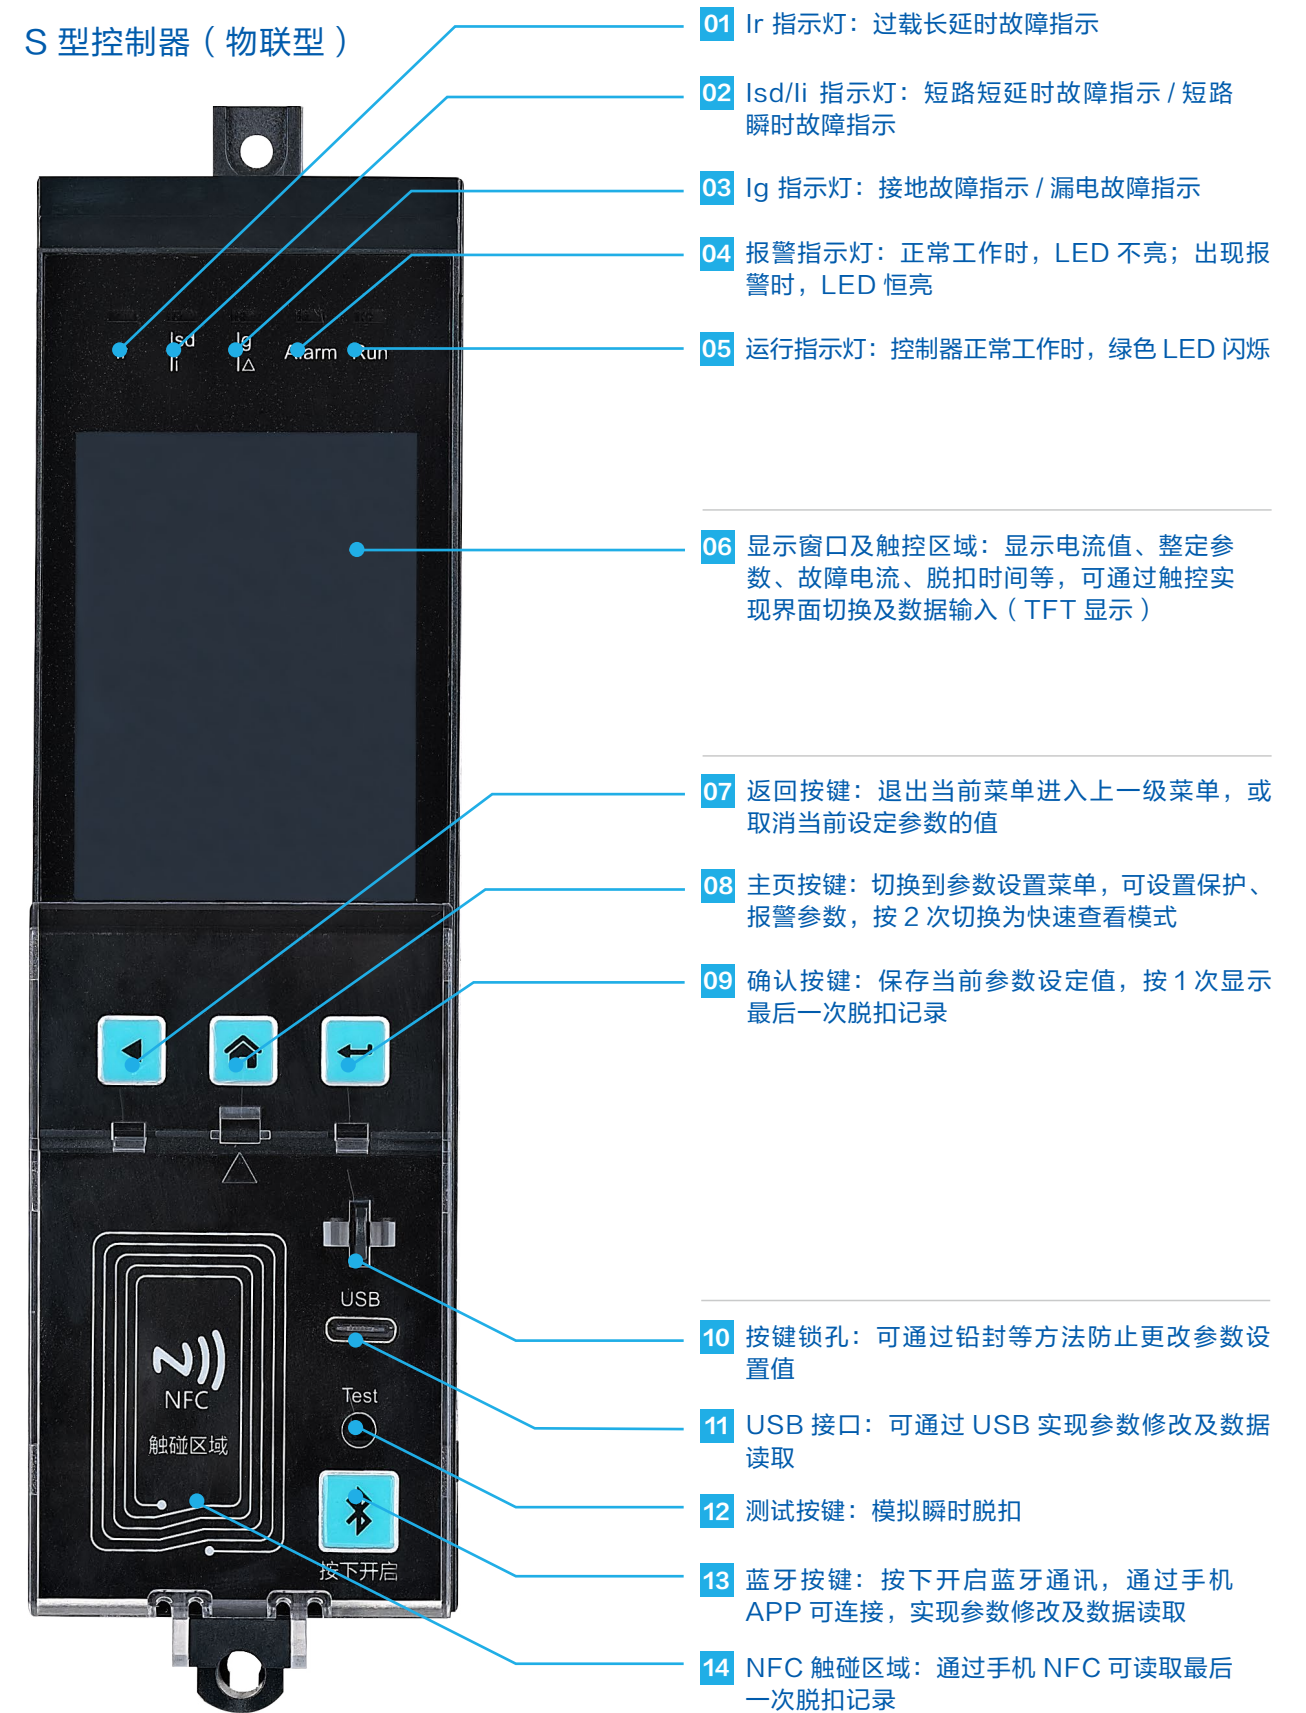 S 型控制器（物联型）
01 Ir 指示灯：过载长延时故障指示
02 Isd/Ii 指示灯：短路短延时故障指示 / 短路
瞬时故障指示
03 Ig 指示灯：接地故障指示 / 漏电故障指示
04 报警指示灯：正常工作时，LED 不亮；出现报
警时，LED 恒亮
05 运行指示灯：控制器正常工作时，绿色 LED 闪烁
Ir
Isd
Ii
Ig
I△
Alarm
Run
06 显示窗口及触控区域：显示电流值、整定参
数、故障电流、脱扣时间等，可通过触控实
现界面切换及数据输入（TFT 显示）
07 返回按键：退出当前菜单进入上一级菜单，或
取消当前设定参数的值
08 主页按键：切换到参数设置菜单，可设置保护、
报警参数，按 2 次切换为快速查看模式
09 确认按键：保存当前参数设定值，按 1 次显示
最后一次脱扣记录
USB
Test
NFC
触碰区域
按下开启
10 按键锁孔：可通过铅封等方法防止更改参数设
置值
11 USB 接口：可通过 USB 实现参数修改及数据
读取
12 测试按键：模拟瞬时脱扣
13 蓝牙按键：按下开启蓝牙通讯，通过手机
APP 可连接，实现参数修改及数据读取
14 NFC 触碰区域：通过手机 NFC 可读取最后
一次脱扣记录